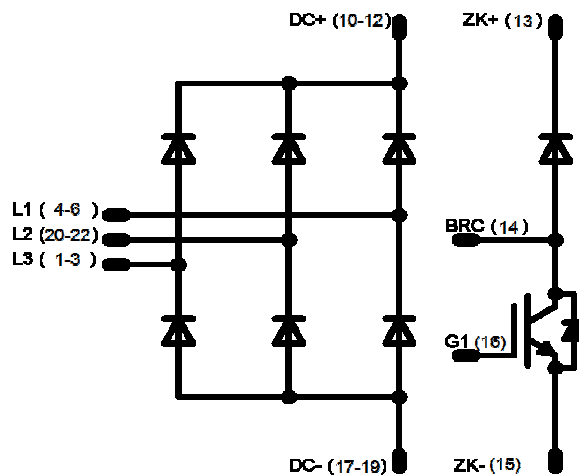 DC+ (10-12)
ZK+ (13)
L1 ( 4-6 )
L2 (20-22)
L3 ( 1-3 )
BRC (14)
G1 (16)
DC- (17-19)
ZK- (15)